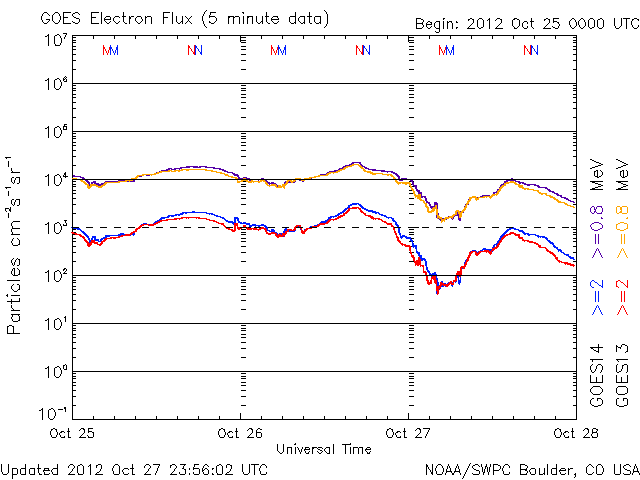 GOES Electron Flux (5 minute data)
Begin: 2012 Oct 25 0000 UTC
MM NN MM NN MM NN
10⁷
10⁶
10⁵
10⁴
10³
10²
10¹
10⁰
10⁻¹
Particles cm⁻²s⁻¹sr⁻¹
Oct 25 Oct 26 Oct 27 Oct 28
Universal Time
GOES14 >=2 >=0.8 MeV
GOES13 >=2 >=0.8 MeV
Updated 2012 Oct 27 23:56:02 UTC
NOAA/SWPC Boulder, CO USA